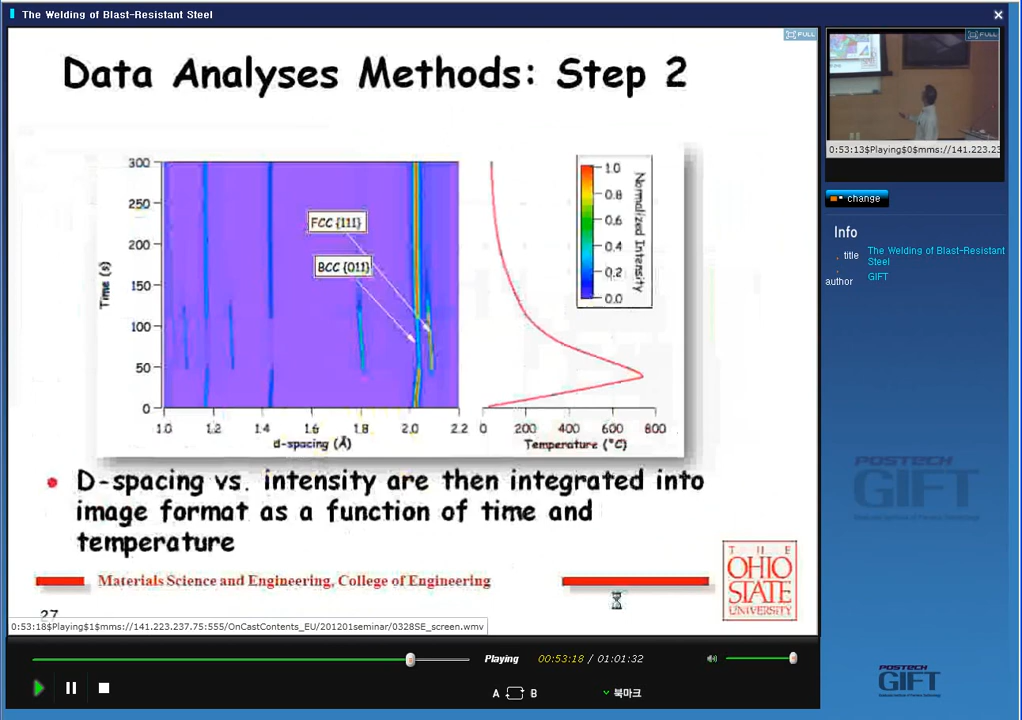 The Welding of Blast-Resistant Steel
FULL
Data Analyses Methods: Step 2
300
250
200
150
100
50
0
Time (s)
FCC {111}
BCC {011}
1.0 1.2 1.4 1.6 1.8 2.0 2.2
d-spacing (Å)
0 200 400 600 800
Temperature (°C)
1.0
0.8
0.6
0.4
0.2
0.0
Normalized Intensity
D-spacing vs. intensity are then integrated into
image format as a function of time and
temperature
Materials Science and Engineering, College of Engineering
T · H · E
OHIO
STATE
UNIVERSITY
27
0:53:18$Playing$1$mms://141.223.237.75:555/OnCastContents_EU/201201seminar/0328SE_screen.wmv
Playing
00:53:18 / 01:01:32
A B
북마크
FULL
0:53:13$Playing$0$mms://141.223.23
change
Info
title
The Welding of Blast-Resistant
Steel
author
GIFT
POSTECH
GIFT
POSTECH
GIFT